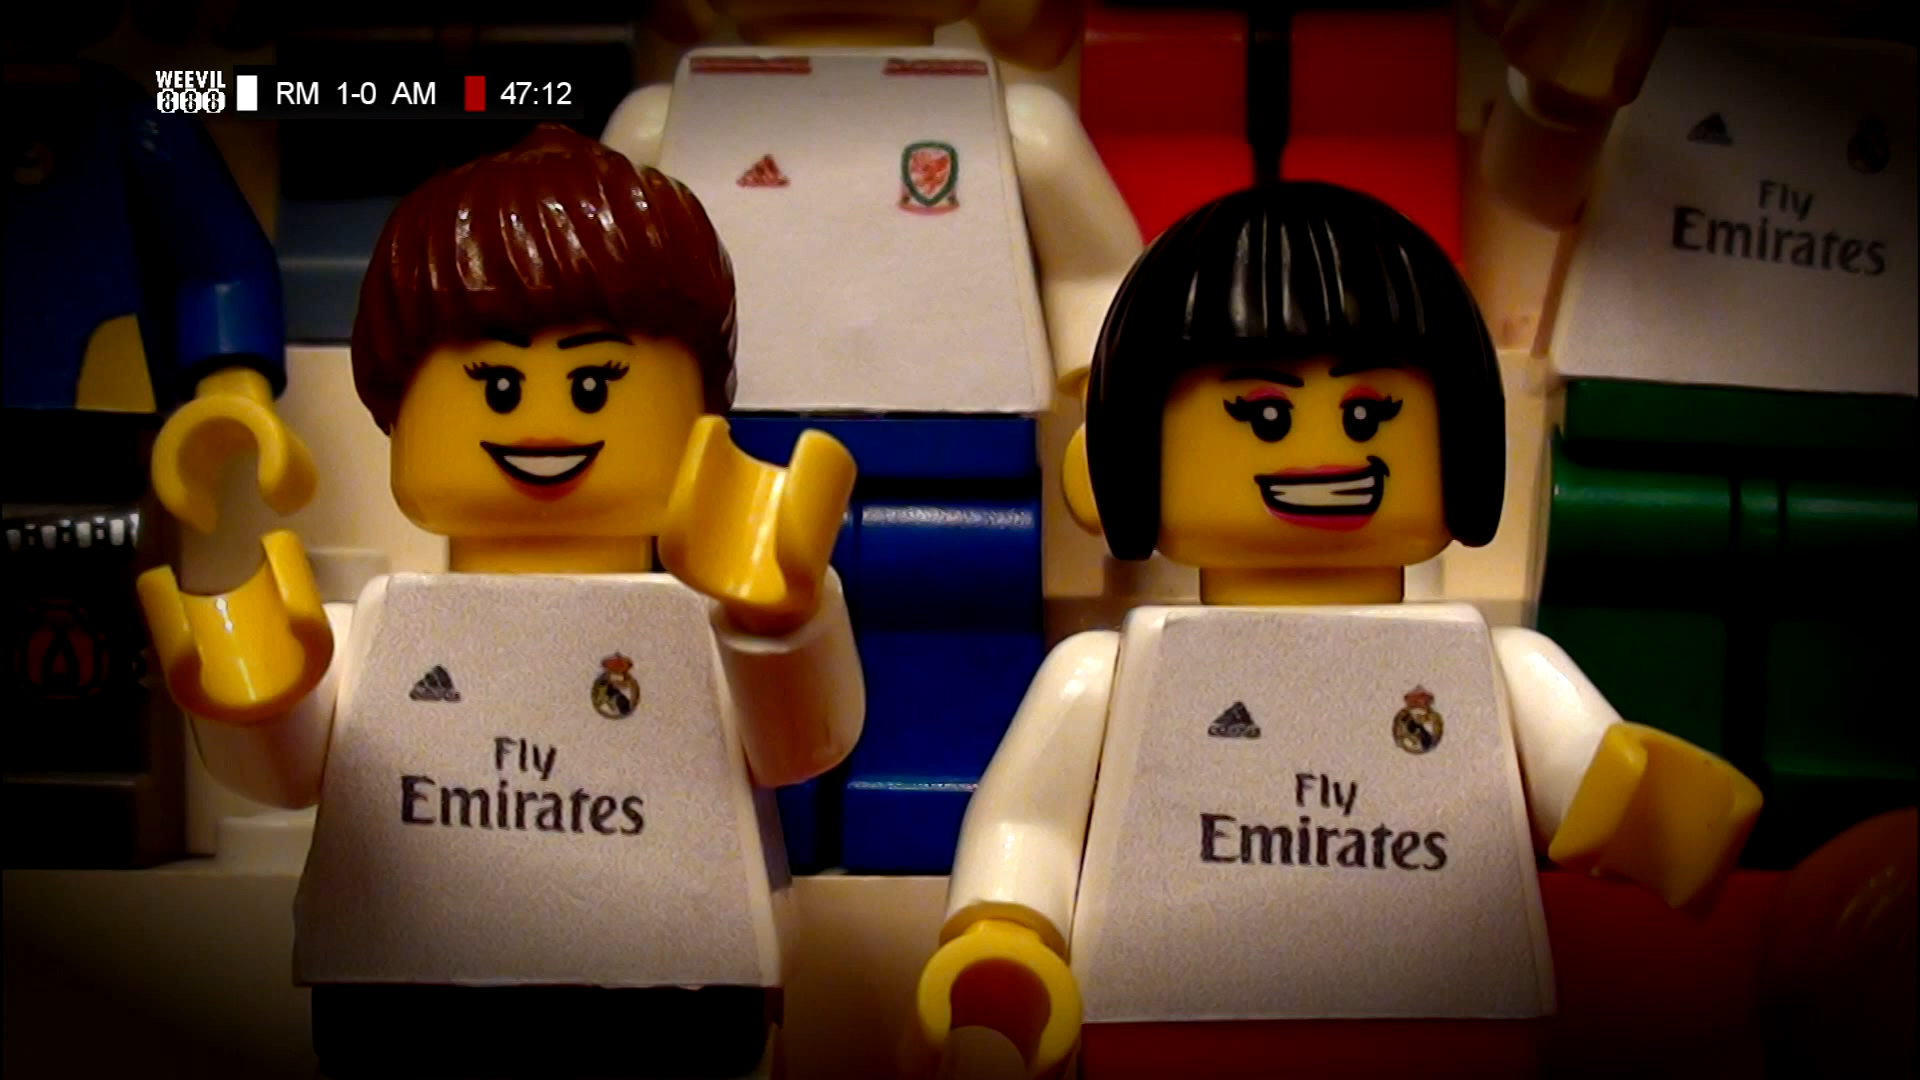 WEEVIL
888
RM 1-0 AM 47:12
Fly
Emirates
Fly
Emirates
Fly
Emirates